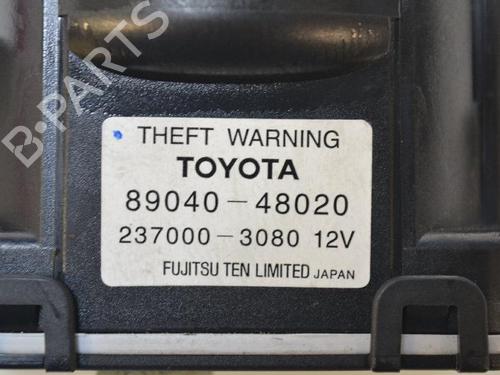 B-PARTS
THEFT WARNING
TOYOTA
89040-48020
237000-3080 12V
FUJITSU TEN LIMITED JAPAN